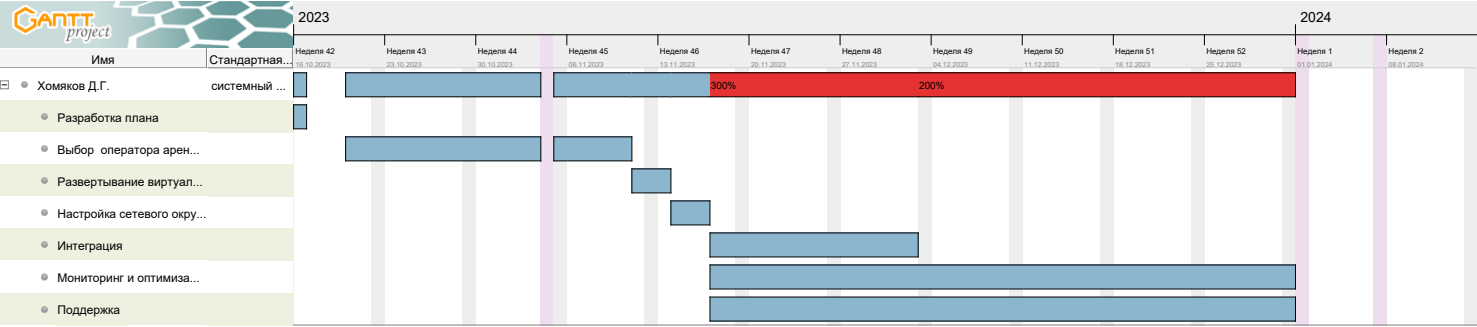 GANTT
project
2023
2024
Имя
Стандартная...
Неделя 42
Неделя 43
Неделя 44
Неделя 45
Неделя 46
Неделя 47
Неделя 48
Неделя 49
Неделя 50
Неделя 51
Неделя 52
Неделя 1
Неделя 2
16.10.2023
23.10.2023
30.10.2023
06.11.2023
13.11.2023
20.11.2023
27.11.2023
04.12.2023
11.12.2023
18.12.2023
25.12.2023
01.01.2024
08.01.2024
Хомяков Д.Г.
системный ...
300%
200%
Разработка плана
Выбор оператора арен...
Развертывание виртуал...
Настройка сетевого окру...
Интеграция
Мониторинг и оптимиза...
Поддержка